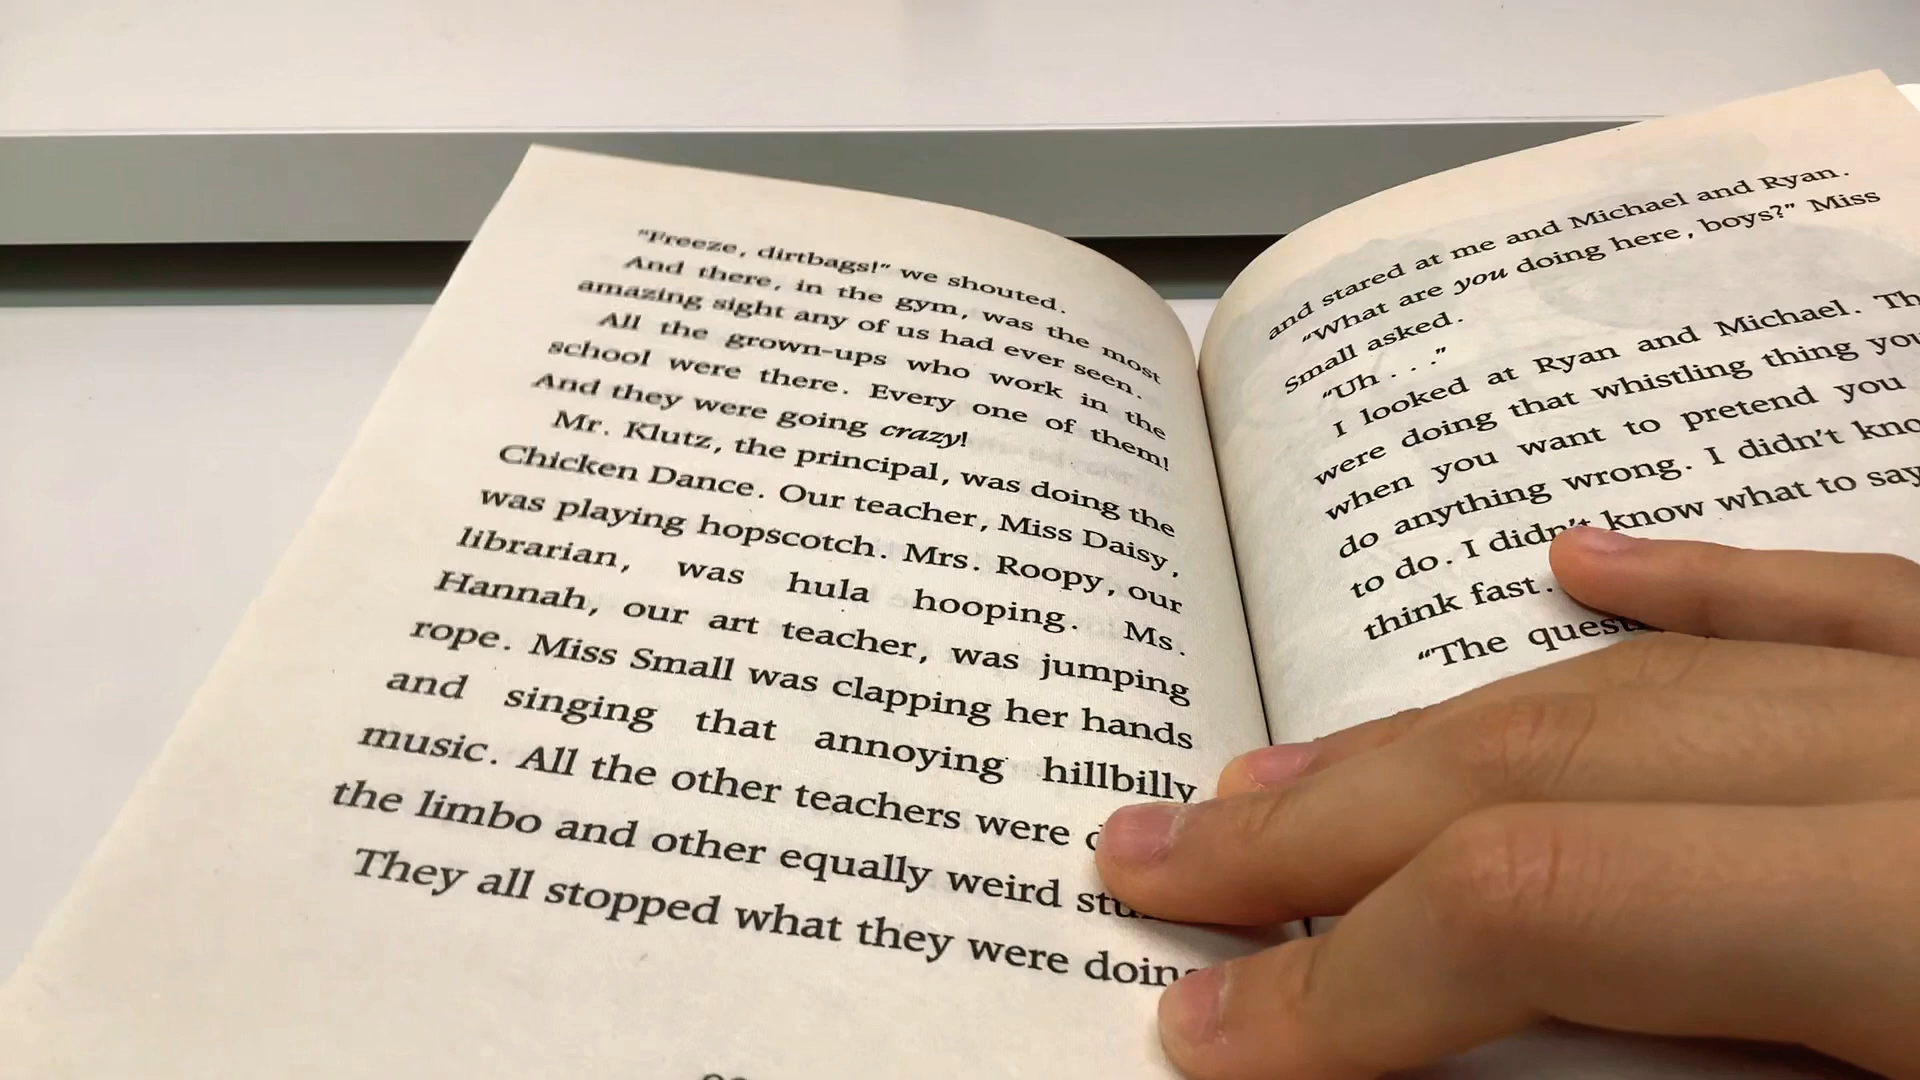 “Freeze, dirtbags!” we shouted.
And there, in the gym, was the most
amazing sight any of us had ever seen.
All the grown-ups who work in the
school were there. Every one of them!
And they were going crazy!
Mr. Klutz, the principal, was doing the
Chicken Dance. Our teacher, Miss Daisy,
was playing hopscotch. Mrs. Roopy, our
librarian, was hula hooping. Ms.
Hannah, our art teacher, was jumping
rope. Miss Small was clapping her hands
and singing that annoying hillbilly
music. All the other teachers were
the limbo and other equally weird
They all stopped what they were
and stared at me and Michael and Ryan.
“What are you doing here, boys?” Miss
Small asked.
“Uh . . .”
I looked at Ryan and Michael.
were doing that whistling thing
when you want to pretend you
do anything wrong. I didn’t
to do. I didn’t know what to
think fast.
“The